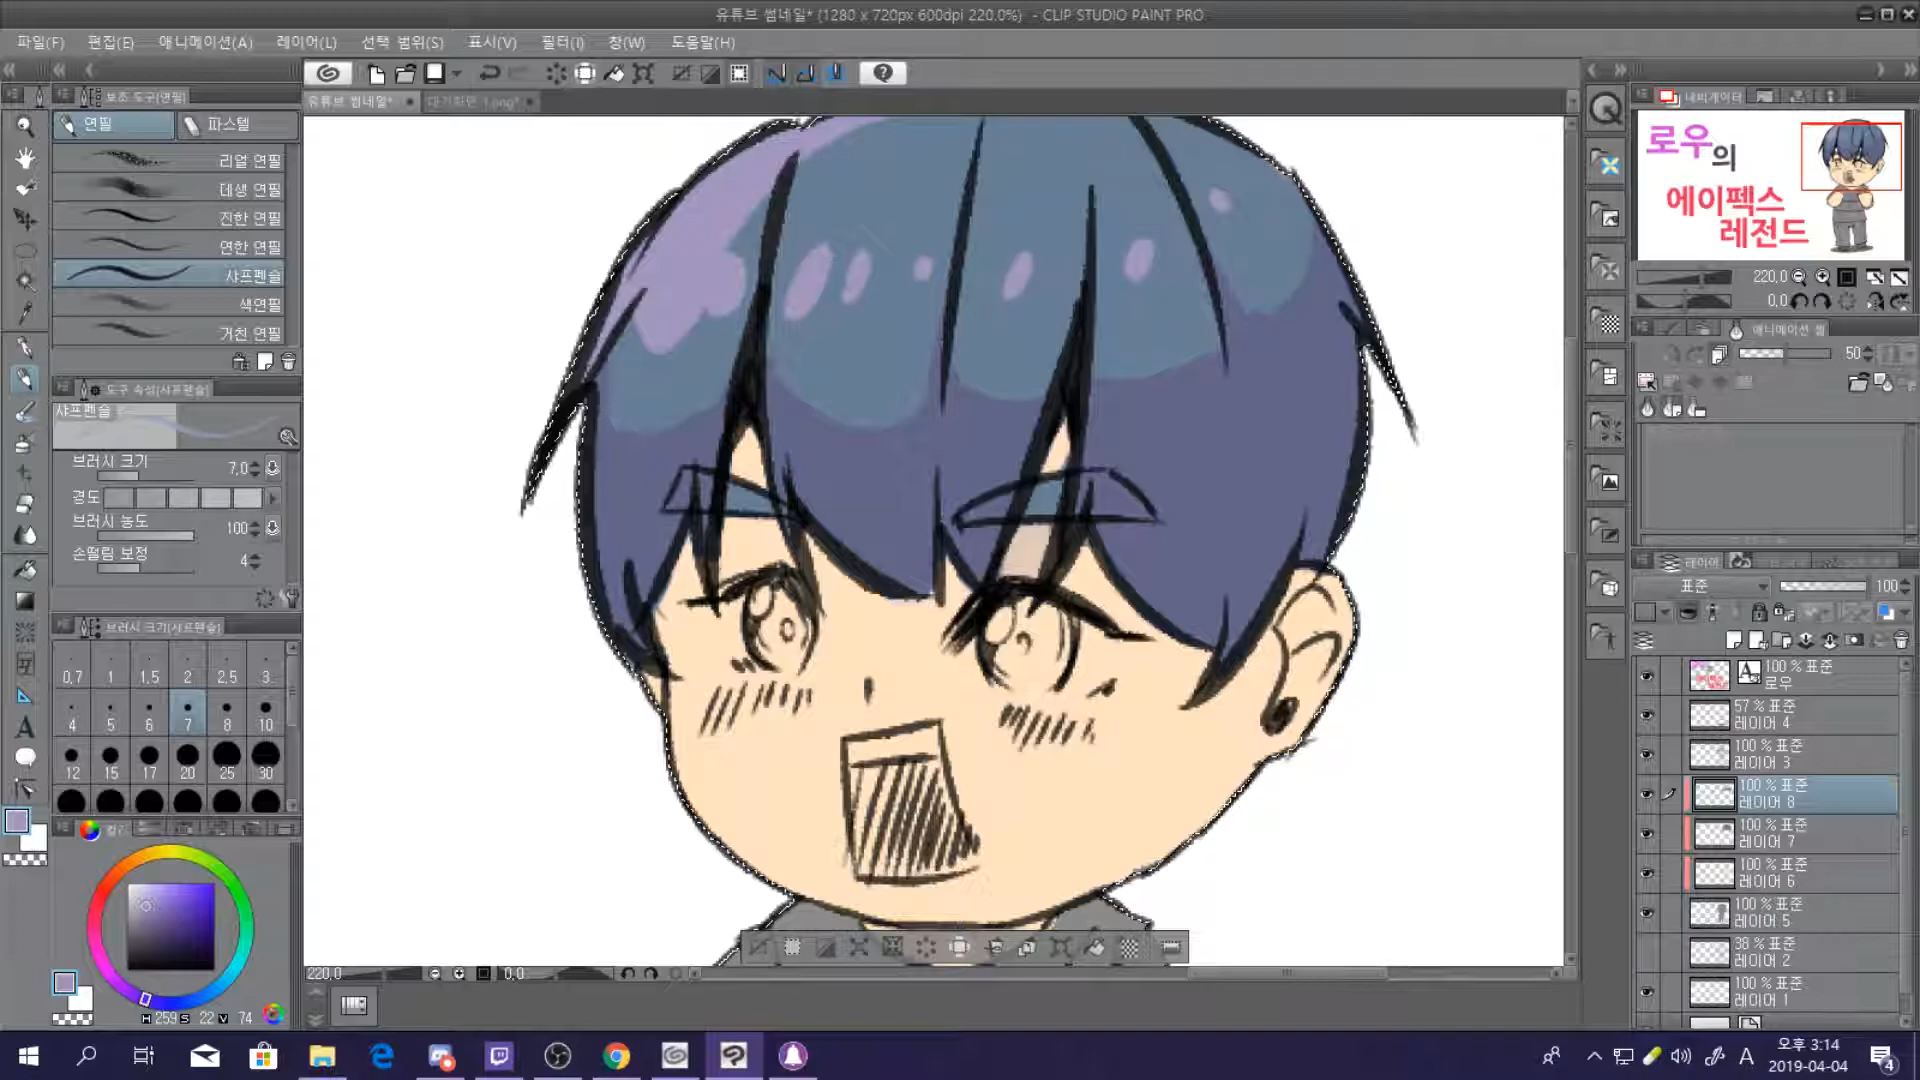 유튜브 썸네일* (1280 x 720px 600dpi 220.0%) - CLIP STUDIO PAINT PRO
파일(F) 편집(E) 애니메이션(A) 레이어(L) 선택 범위(S) 표시(V) 필터(I) 창(W) 도움말(H)
보조 도구(연필)
유튜브 썸네일*
대기화면 1.png*
내비게이터
연필
파스텔
리얼 연필
데생 연필
진한 연필
연한 연필
샤프펜슬
색연필
거친 연필
로우의
에이펙스
레전드
220.0
0.0
애니메이션 셀
50
도구 속성(샤프펜슬)
샤프펜슬
브러시 크기 7.0
경도
브러시 농도 100
손떨림 보정 4
브러시 크기(샤프펜슬)
0.7 1 1.5 2 2.5 3
4 5 6 7 8 10
12 15 17 20 25 30
H 259 S 22 V 74
레이어
표준 100
100 % 표준
로우
57 % 표준
레이어 4
100 % 표준
레이어 3
100 % 표준
레이어 8
100 % 표준
레이어 7
100 % 표준
레이어 6
100 % 표준
레이어 5
38 % 표준
레이어 2
100 % 표준
레이어 1
220.0
0.0
A
오후 3:14
2019-04-04
4